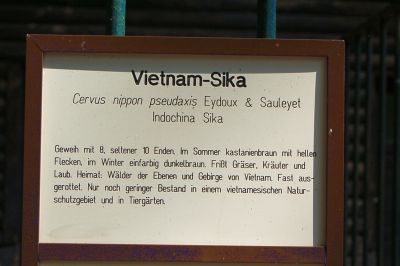 Vietnam-Sika
Cervus nippon pseudaxis Eydoux & Sauleyet
Indochina Sika
Geweih mit 8, seltener 10 Enden. Im Sommer kastanienbraun mit hellen
Flecken, im Winter einfarbig dunkelbraun. Frißt Gräser, Kräuter und
Laub. Heimat: Wälder der Ebenen und Gebirge von Vietnam. Fast aus-
gerottet. Nur noch geringer Bestand in einem vietnamesischen Natur-
schutzgebiet und in Tiergärten.